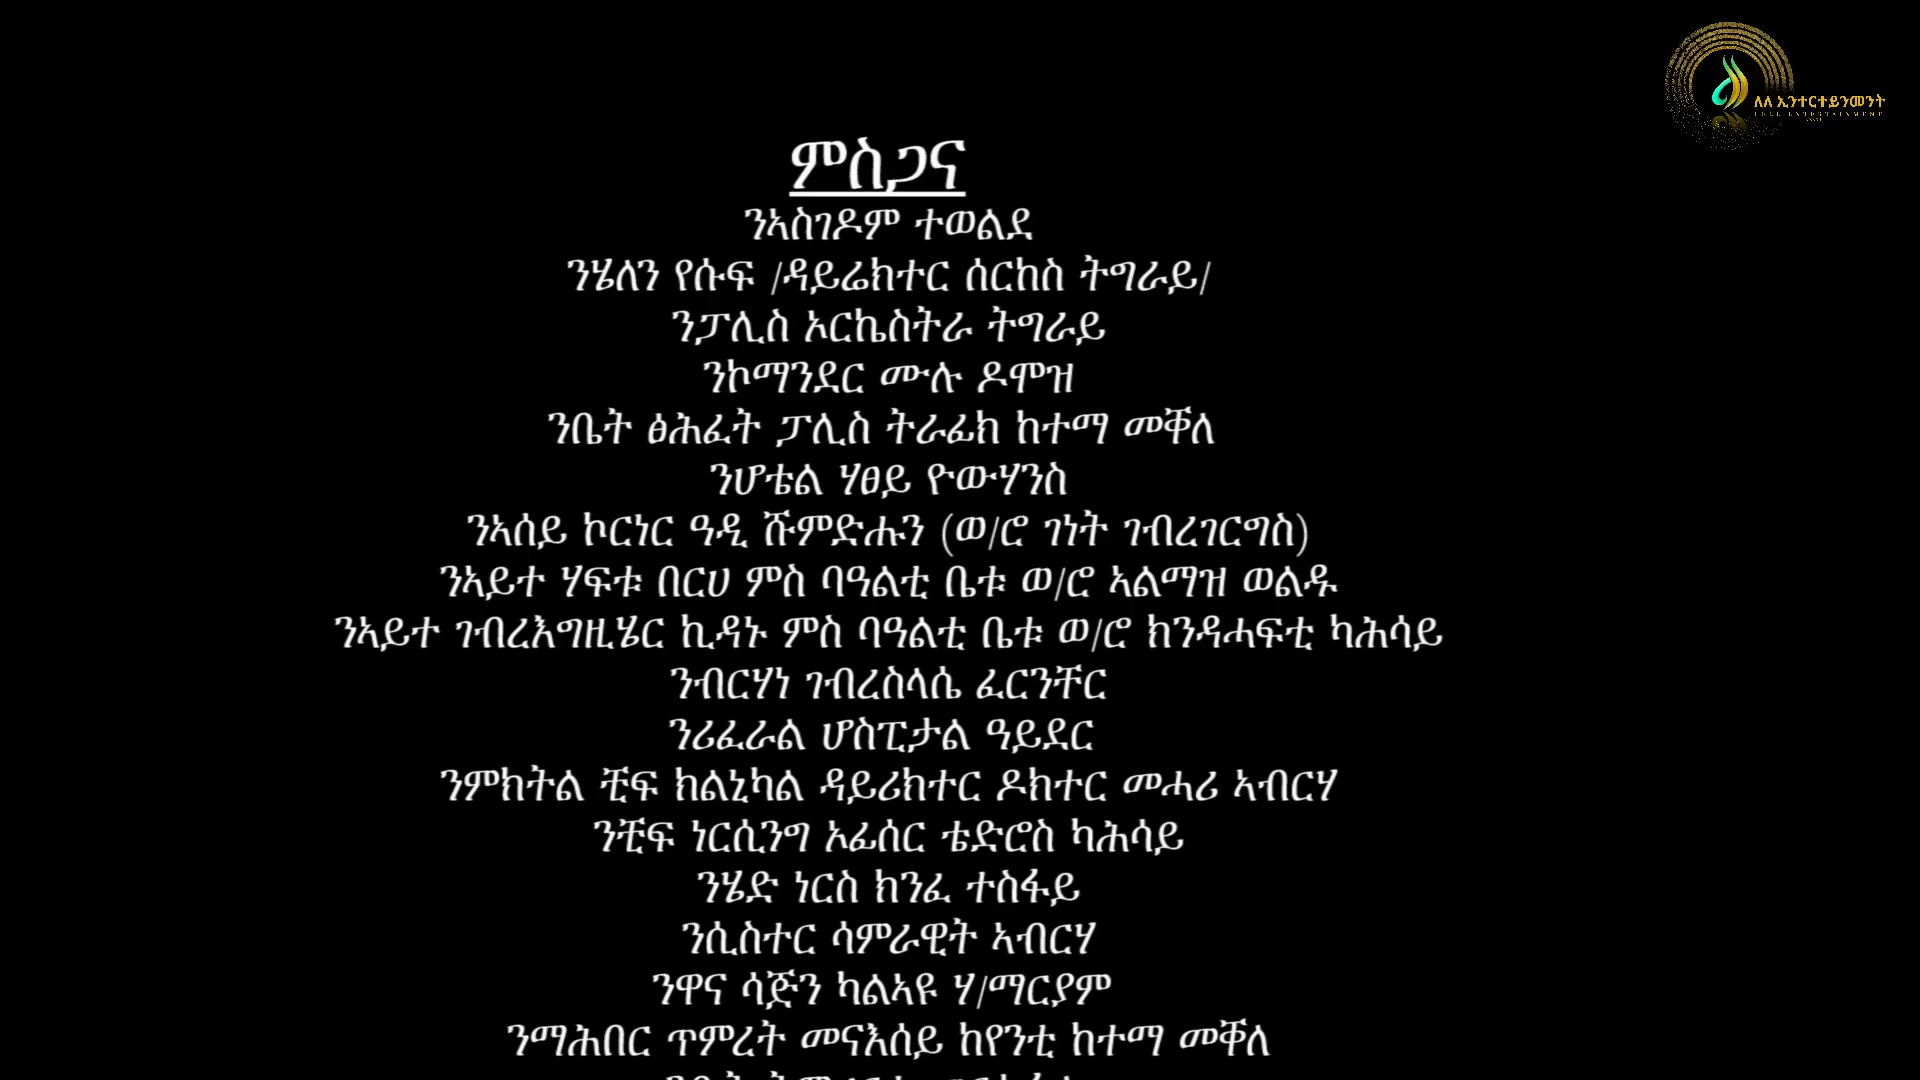 ለለ ኢንተርተይንመንት
ምስጋና
ንኣስገዶም ተወልደ
ንሄለን የሱፍ /ዳይሬክተር ሰርከስ ትግራይ/
ንፓሊስ ኦርኬስትራ ትግራይ
ንኮማንደር ሙሉ ዶሞዝ
ንቤት ፅሕፈት ፓሊስ ትራፊክ ከተማ መቐለ
ንሆቴል ሃፀይ ዮውሃንስ
ንኣሰይ ኮርነር ዓዲ ሹምድሑን (ወ/ሮ ገነት ገብረገርግስ)
ንኣይተ ሃፍቱ በርሀ ምስ ባዓልቲ ቤቱ ወ/ሮ ኣልማዝ ወልዱ
ንኣይተ ገብረእግዚሄር ኪዳኑ ምስ ባዓልቲ ቤቱ ወ/ሮ ክንዳሓፍቲ ካሕሳይ
ንብርሃነ ገብረስላሴ ፈርንቸር
ንሪፈራል ሆስፒታል ዓይደር
ንምክትል ቺፍ ክልኒካል ዳይሪክተር ዶክተር መሓሪ ኣብርሃ
ንቺፍ ነርሲንግ ኦፊሰር ቴድሮስ ካሕሳይ
ንሄድ ነርስ ክንፈ ተስፋይ
ንሲስተር ሳምራዊት ኣብርሃ
ንዋና ሳጅን ካልኣዩ ሃ/ማርያም
ንማሕበር ጥምረት መናእሰይ ከየንቲ ከተማ መቐለ